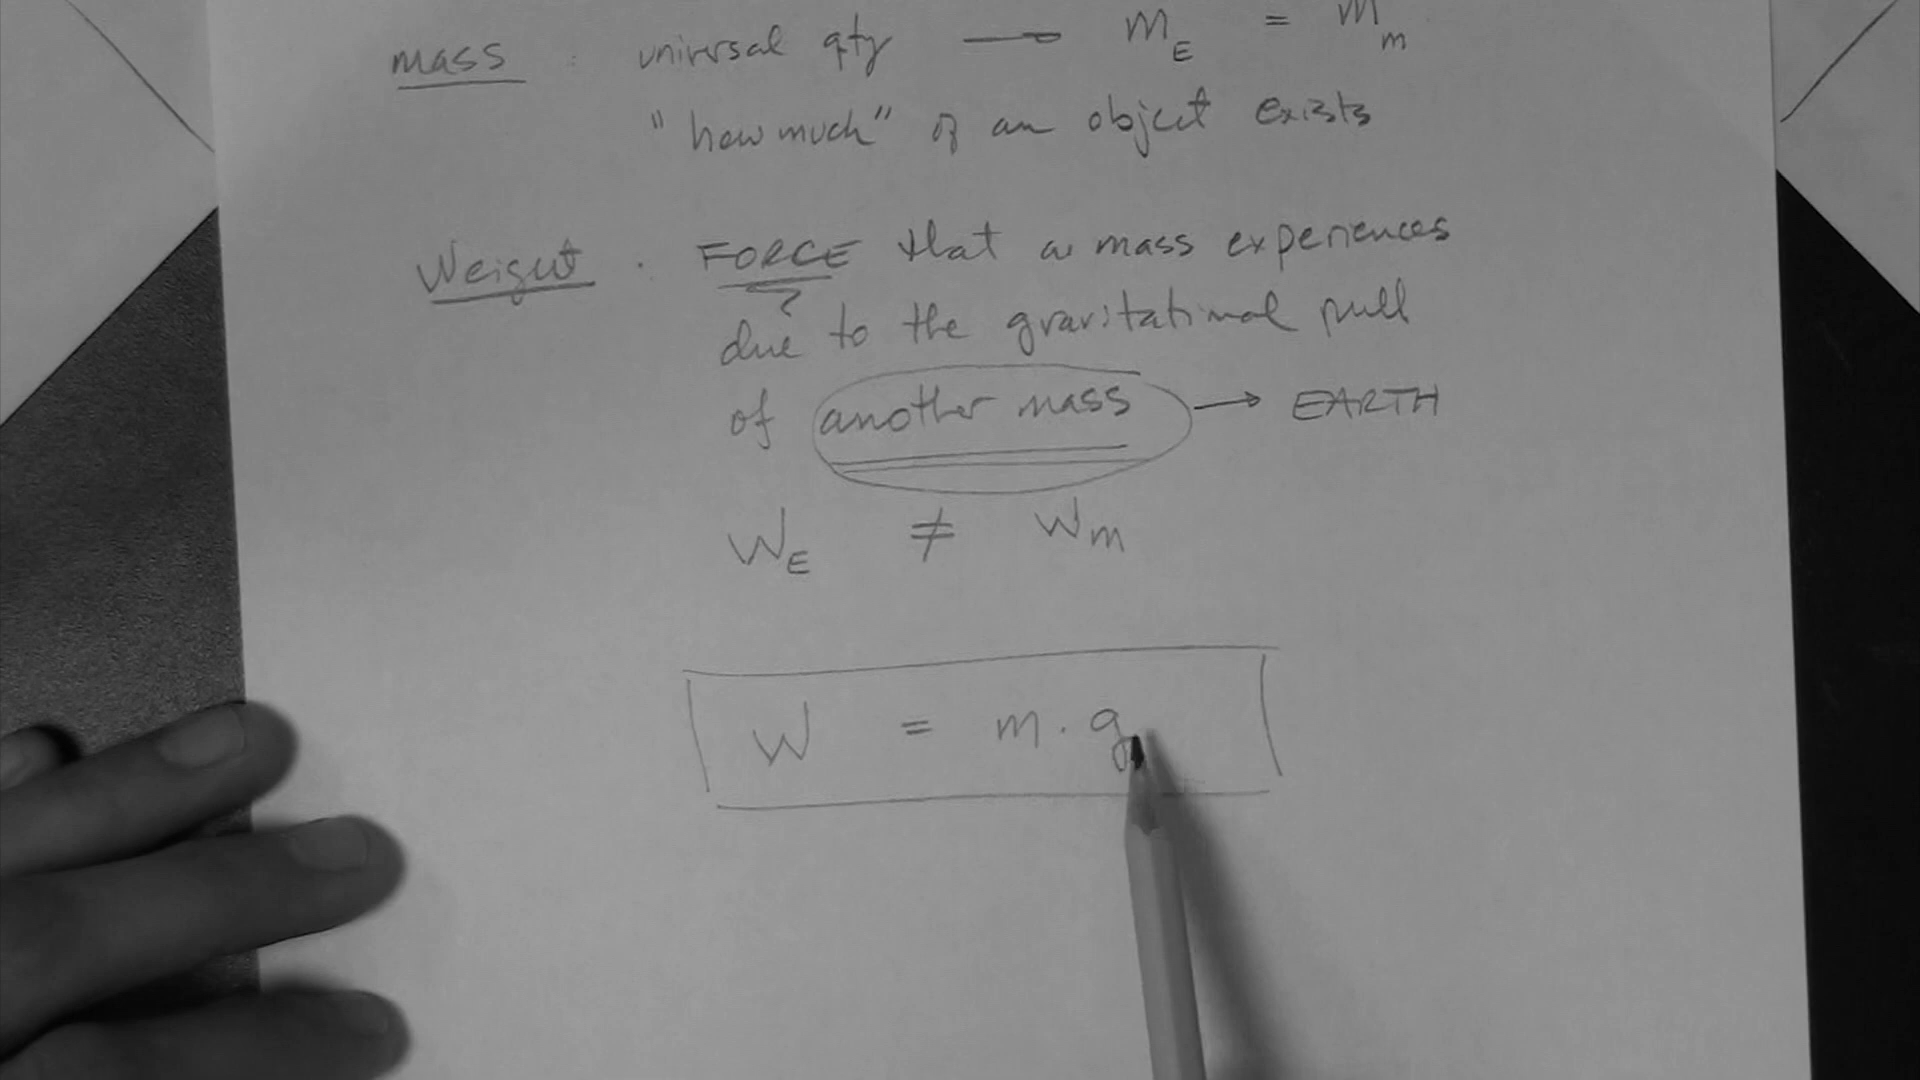 mass : universal qty → m_E = m_m
"how much" of an object exists
Weight : FORCE that a mass experiences
due to the gravitational pull
of another mass → EARTH
W_E ≠ W_m
W = m · g